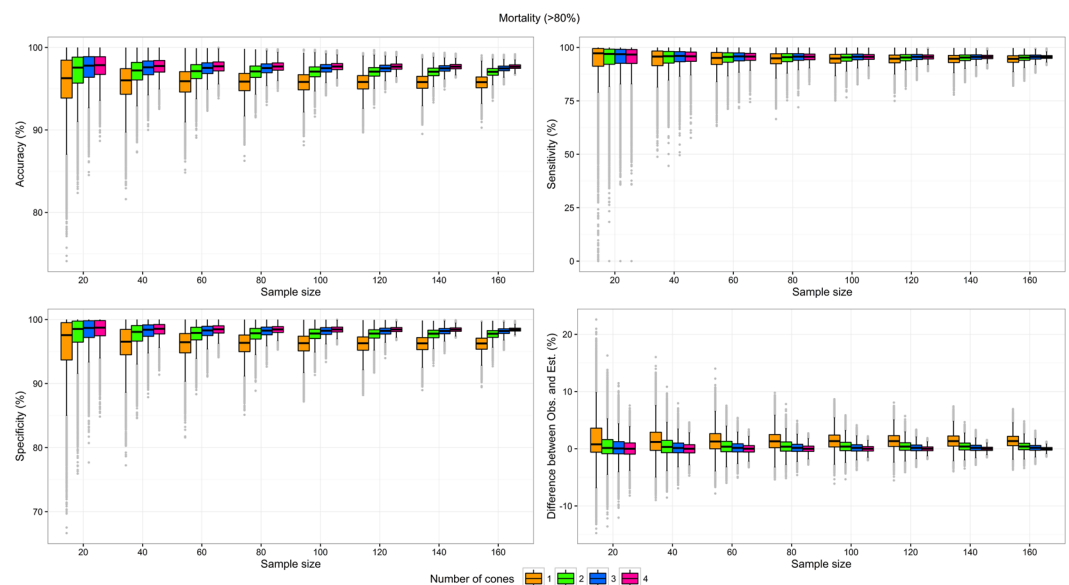 Mortality (>80%)
Accuracy (%)
100
90
80
20 40 60 80 100 120 140 160
Sample size
Sensitivity (%)
100
75
50
25
0
20 40 60 80 100 120 140 160
Sample size
Specificity (%)
100
90
80
70
20 40 60 80 100 120 140 160
Sample size
Difference between Obs. and Est. (%)
20
10
0
-10
20 40 60 80 100 120 140 160
Sample size
Number of cones 1 2 3 4